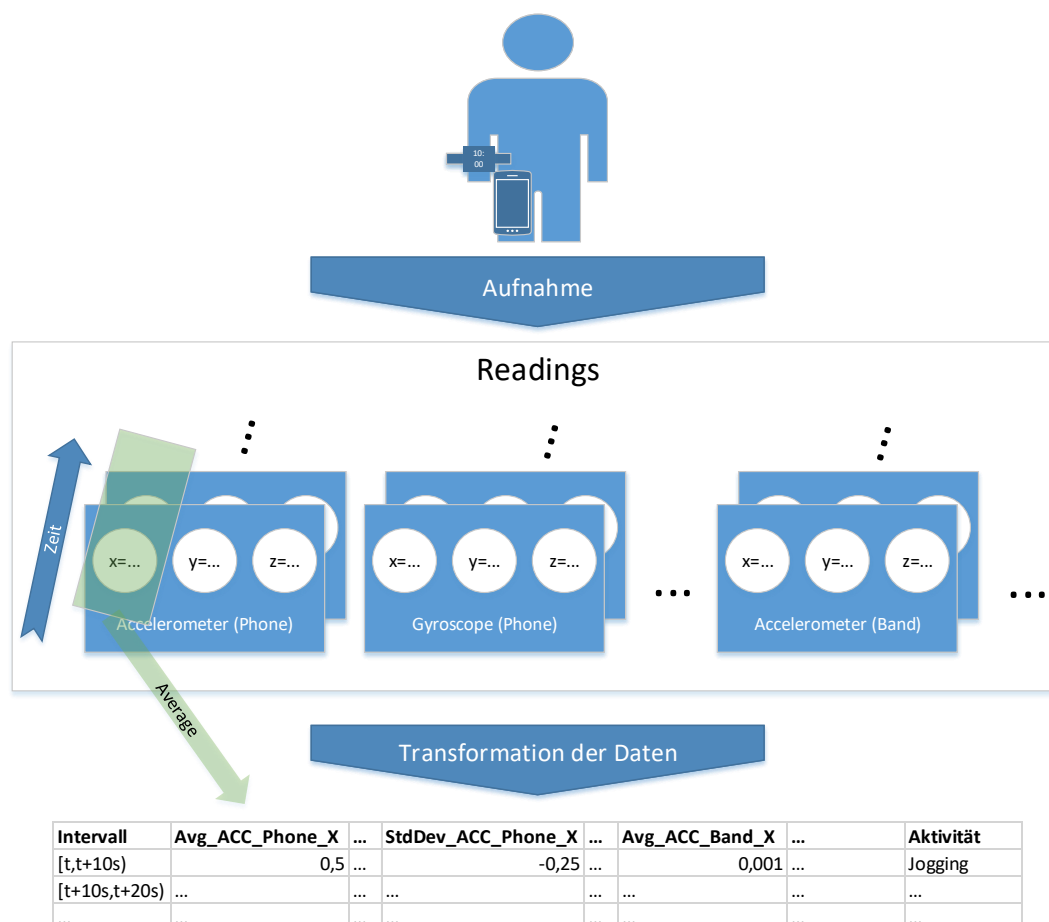 10:
00
Aufnahme
Readings
Zeit
x=... y=... z=...
Accelerometer (Phone)
x=... y=... z=...
Gyroscope (Phone)
...
x=... y=... z=...
Accelerometer (Band)
...
Average
Transformation der Daten
Intervall Avg_ACC_Phone_X ... StdDev_ACC_Phone_X ... Avg_ACC_Band_X ... Aktivität
[t,t+10s) 0,5 ... -0,25 ... 0,001 ... Jogging
[t+10s,t+20s) ... ... ... ... ... ... ...
... ... ... ... ... ... ... ...